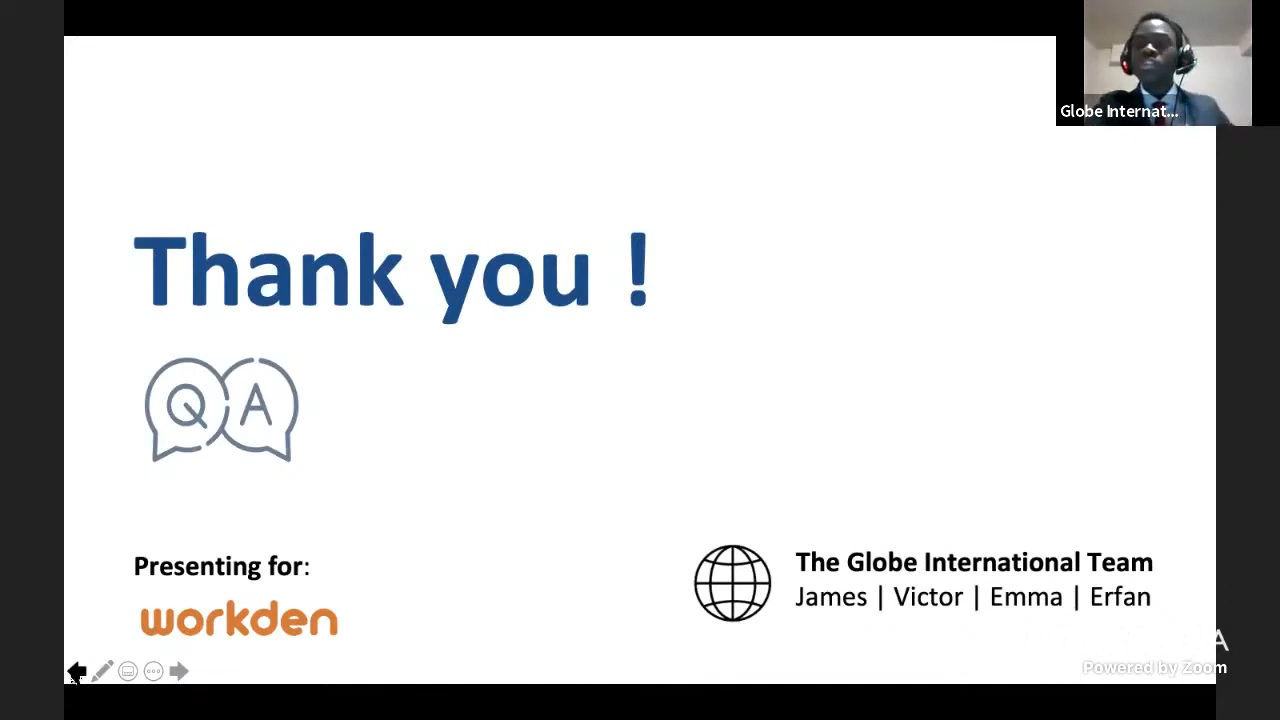 Globe Internat...
Thank you !
Q A
Presenting for:
workden
The Globe International Team
James | Victor | Emma | Erfan
A
Powered by Zoom